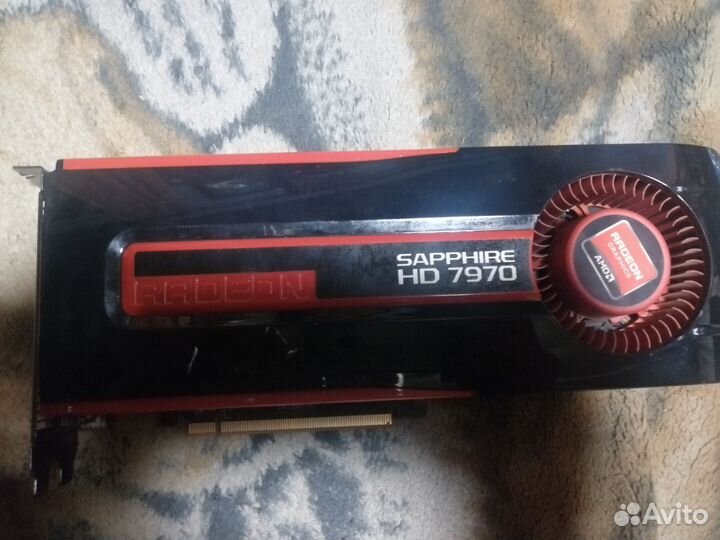 SAPPHIRE
HD 7970
RADEON
RADEON
GRAPHICS
AMD
Avito